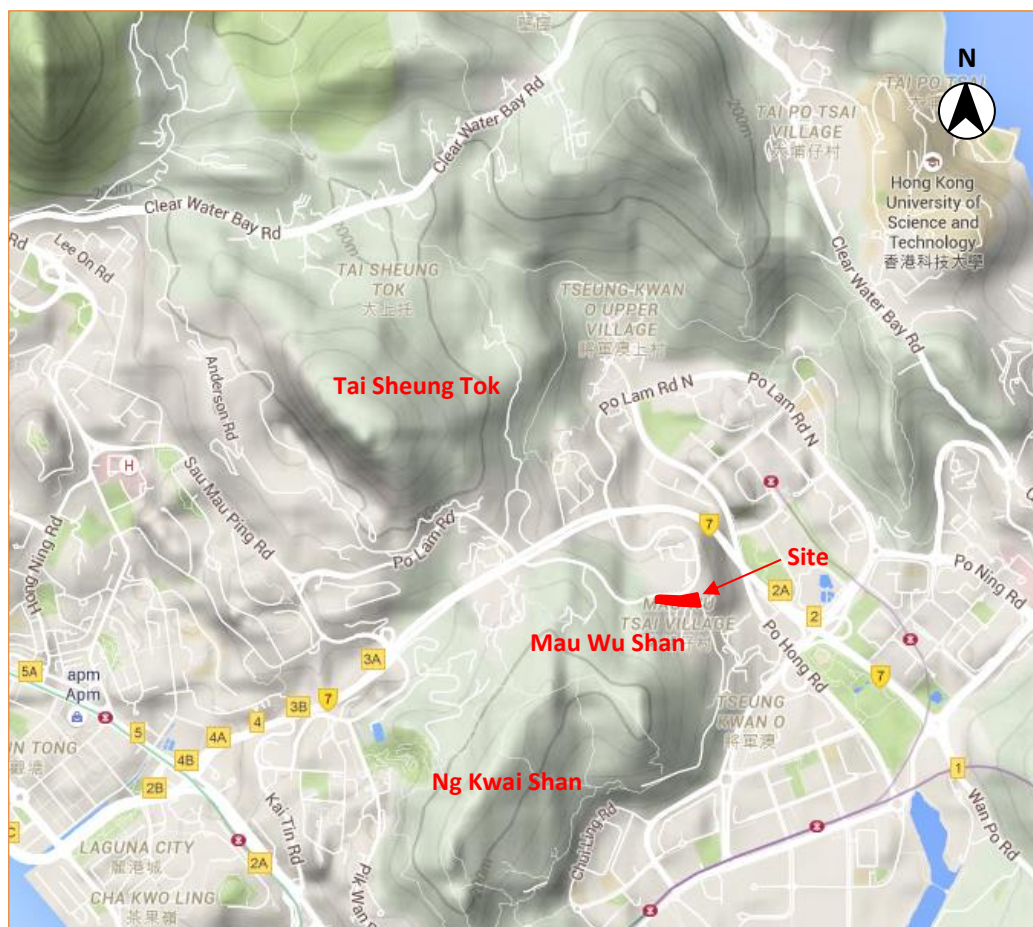 N
TAI PO TSAI
TAI PO TSAI
VILLAGE
大埔仔村
Hong Kong
University of
Science and
Technology
香港科技大學
Clear Water Bay Rd
Clear Water Bay Rd
200m
Clear Water Bay Rd
Rd
Lee On Rd
TAI SHEUNG
TOK
大上托
TSEUNG KWAN
O UPPER
VILLAGE
將軍澳上村
Tai Sheung Tok
Anderson Rd
Po Lam Rd N
Po Lam Rd N
H
Sau Mau Ping Rd
Hong Ning Rd
Po Lam Rd
7
Site
Po Ning Rd
2A
2
TSAI VILLAGE
Mau Wu Shan
Po Hong Rd
3A
5A
apm
Apm
7
3B
4
4A
5
4B
2B
TSEUNG
KWAN O
將軍澳
7
1
Ng Kwai Shan
Wan Po Rd
Kai Tin Rd
Chui Ling Rd
LAGUNA CITY
麗港城
2A
CHA KWO LING
茶果嶺
C